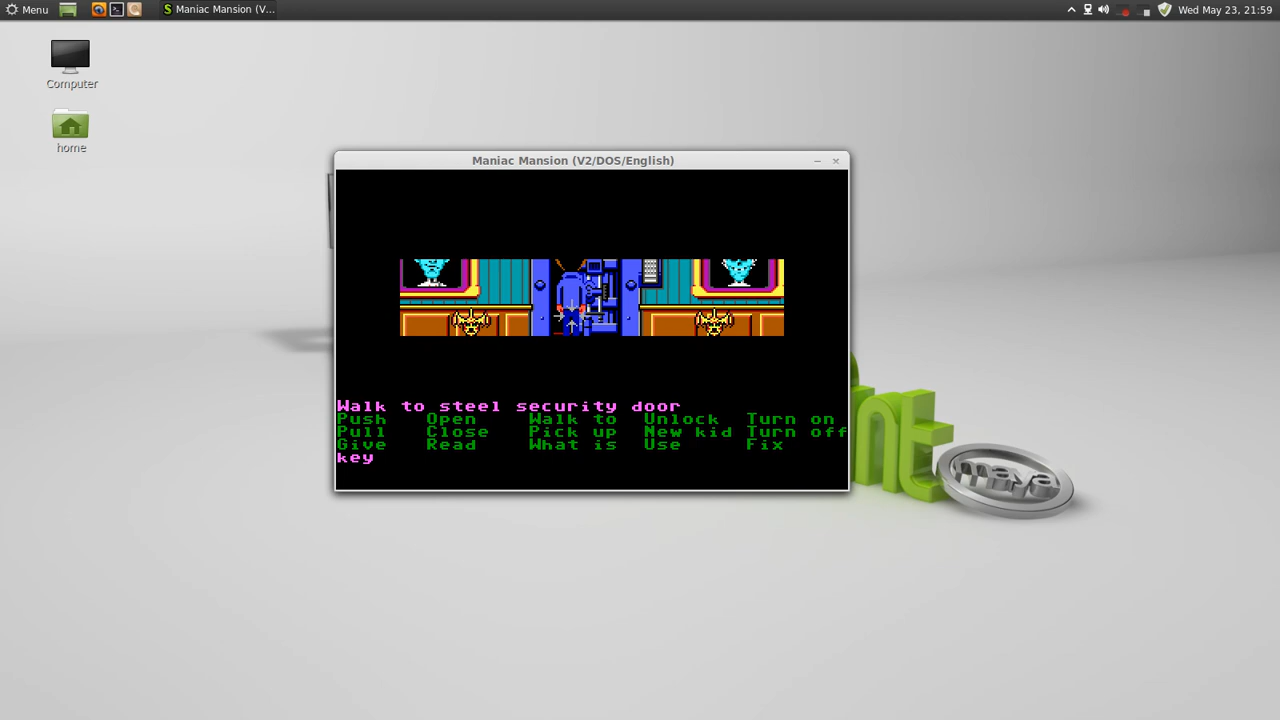 Menu
Maniac Mansion (V...
Wed May 23, 21:59
Computer
home
Maniac Mansion (V2/DOS/English)
Walk to steel security door
Push Open Walk to Unlock Turn on
Pull Close Pick up New kid Turn off
Give Read What is Use Fix
key
nt
maya